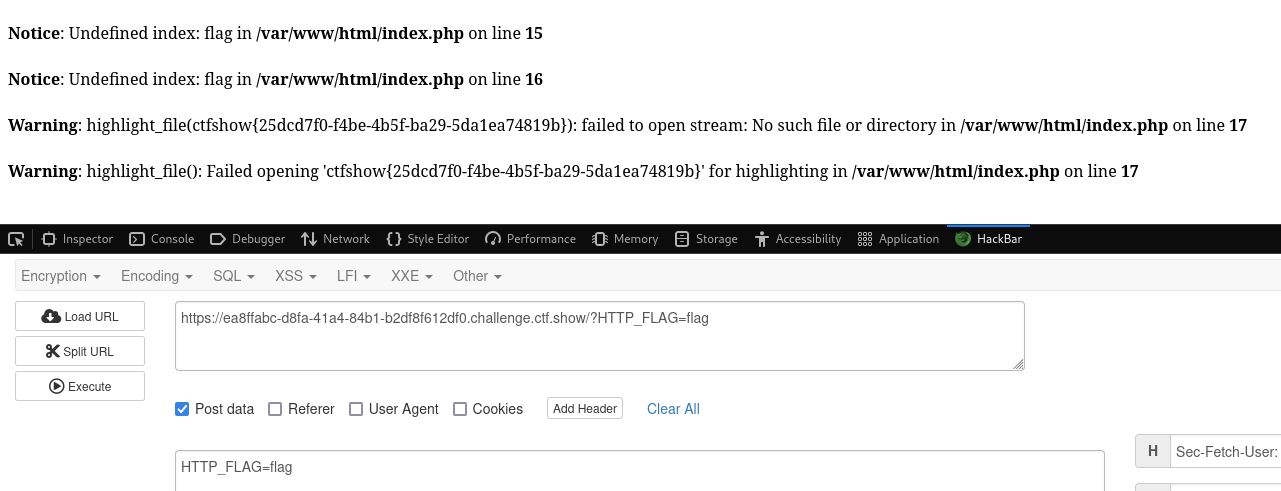 Notice: Undefined index: flag in /var/www/html/index.php on line 15
Notice: Undefined index: flag in /var/www/html/index.php on line 16
Warning: highlight_file(ctfshow{25dcd7f0-f4be-4b5f-ba29-5da1ea74819b}): failed to open stream: No such file or directory in /var/www/html/index.php on line 17
Warning: highlight_file(): Failed opening 'ctfshow{25dcd7f0-f4be-4b5f-ba29-5da1ea74819b}' for highlighting in /var/www/html/index.php on line 17
Inspector Console Debugger Network Style Editor Performance Memory Storage Accessibility Application HackBar
Encryption Encoding SQL XSS LFI XXE Other
Load URL
https://ea8ffabc-d8fa-41a4-84b1-b2df8f612df0.challenge.ctf.show/?HTTP_FLAG=flag
Split URL
Execute
Post data Referer User Agent Cookies Add Header Clear All
HTTP_FLAG=flag
H Sec-Fetch-User: